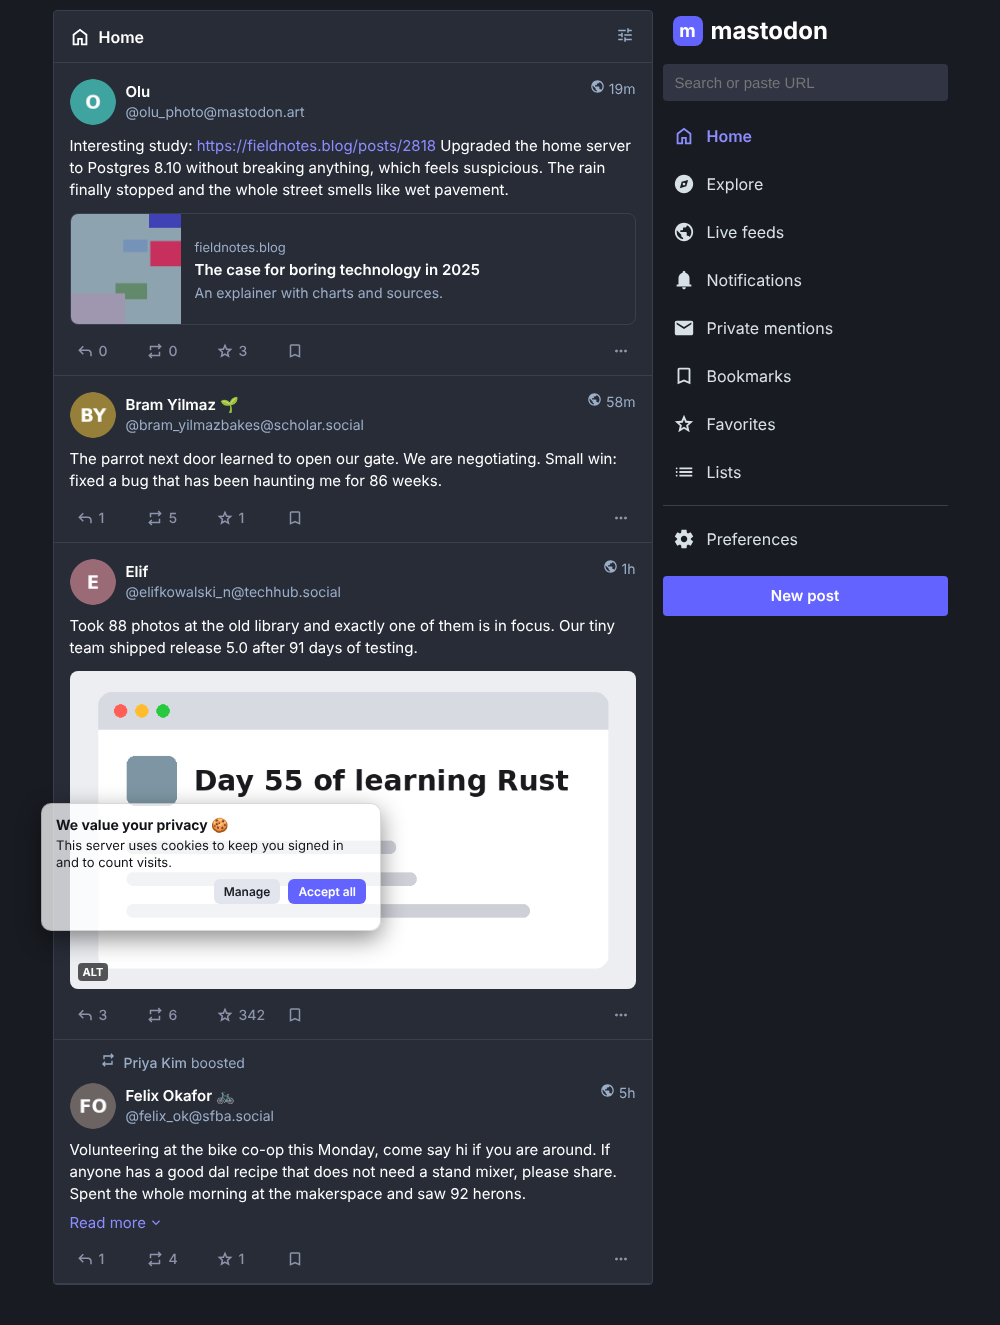 Home
O
Olu
19m
@olu_photo@mastodon.art
Interesting study: https://fieldnotes.blog/posts/2818 Upgraded the home server
to Postgres 8.10 without breaking anything, which feels suspicious. The rain
finally stopped and the whole street smells like wet pavement.
fieldnotes.blog
The case for boring technology in 2025
An explainer with charts and sources.
0 0 3
BY
Bram Yilmaz 🌱
58m
@bram_yilmazbakes@scholar.social
The parrot next door learned to open our gate. We are negotiating. Small win:
fixed a bug that has been haunting me for 86 weeks.
1 5 1
E
Elif
1h
@elifkowalski_n@techhub.social
Took 88 photos at the old library and exactly one of them is in focus. Our tiny
team shipped release 5.0 after 91 days of testing.
Day 55 of learning Rust
We value your privacy 🍪
This server uses cookies to keep you signed in
and to count visits.
Manage Accept all
ALT
3 6 342
Priya Kim boosted
FO
Felix Okafor 🚲
5h
@felix_ok@sfba.social
Volunteering at the bike co-op this Monday, come say hi if you are around. If
anyone has a good dal recipe that does not need a stand mixer, please share.
Spent the whole morning at the makerspace and saw 92 herons.
Read more
1 4 1
m mastodon
Search or paste URL
Home
Explore
Live feeds
Notifications
Private mentions
Bookmarks
Favorites
Lists
Preferences
New post